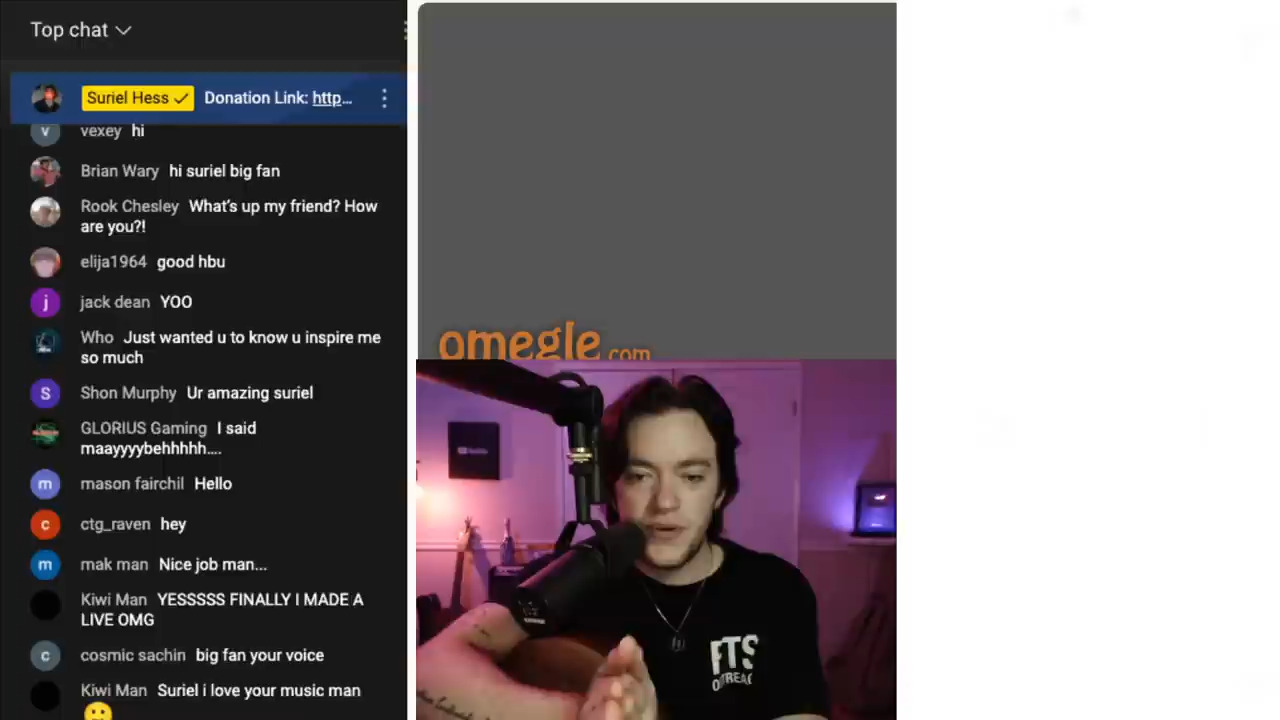 Top chat
Suriel Hess Donation Link: http...
vexey hi
Brian Wary hi suriel big fan
Rook Chesley What's up my friend? How
are you?!
elija1964 good hbu
j
jack dean YOO
Who Just wanted u to know u inspire me
so much
S
Shon Murphy Ur amazing suriel
GLORIUS Gaming I said
maayyyybehhhhh....
m
mason fairchil Hello
c
ctg_raven hey
m
mak man Nice job man...
Kiwi Man YESSSSS FINALLY I MADE A
LIVE OMG
c
cosmic sachin big fan your voice
Kiwi Man Suriel i love your music man
omegle.com
FTS
OUTREACH